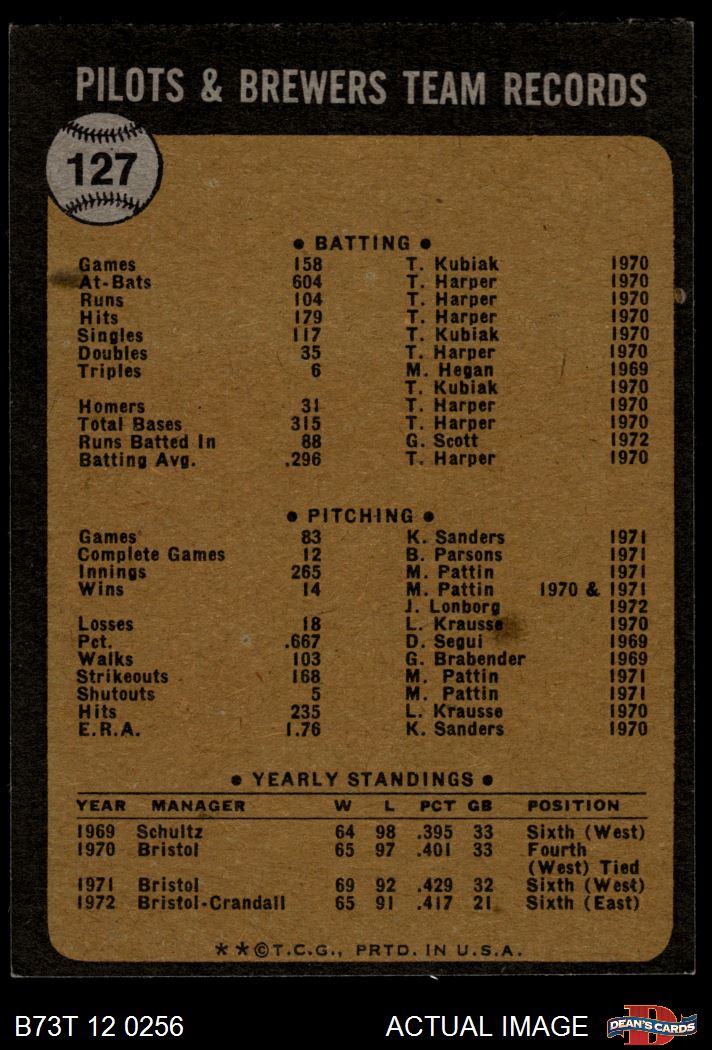 PILOTS & BREWERS TEAM RECORDS
127
• BATTING •
Games 158 T. Kubiak 1970
At-Bats 604 T. Harper 1970
Runs 104 T. Harper 1970
Hits 179 T. Harper 1970
Singles 117 T. Kubiak 1970
Doubles 35 T. Harper 1970
Triples 6 M. Hegan 1969
T. Kubiak 1970
Homers 31 T. Harper 1970
Total Bases 315 T. Harper 1970
Runs Batted In 88 G. Scott 1972
Batting Avg. .296 T. Harper 1970
• PITCHING •
Games 83 K. Sanders 1971
Complete Games 12 B. Parsons 1971
Innings 265 M. Pattin 1971
Wins 14 M. Pattin 1970 & 1971
J. Lonborg 1972
Losses 18 L. Krausse 1970
Pct. .667 D. Segui 1969
Walks 103 G. Brabender 1969
Strikeouts 168 M. Pattin 1971
Shutouts 5 M. Pattin 1971
Hits 235 L. Krausse 1970
E.R.A. 1.76 K. Sanders 1970
• YEARLY STANDINGS •
YEAR MANAGER W L PCT GB POSITION
1969 Schultz 64 98 .395 33 Sixth (West)
1970 Bristol 65 97 .401 33 Fourth
(West) Tied
1971 Bristol 69 92 .429 32 Sixth (West)
1972 Bristol-Crandall 65 91 .417 21 Sixth (East)
**©T.C.G., PRTD. IN U.S.A.
B73T 12 0256 ACTUAL IMAGE DEAN'S CARDS